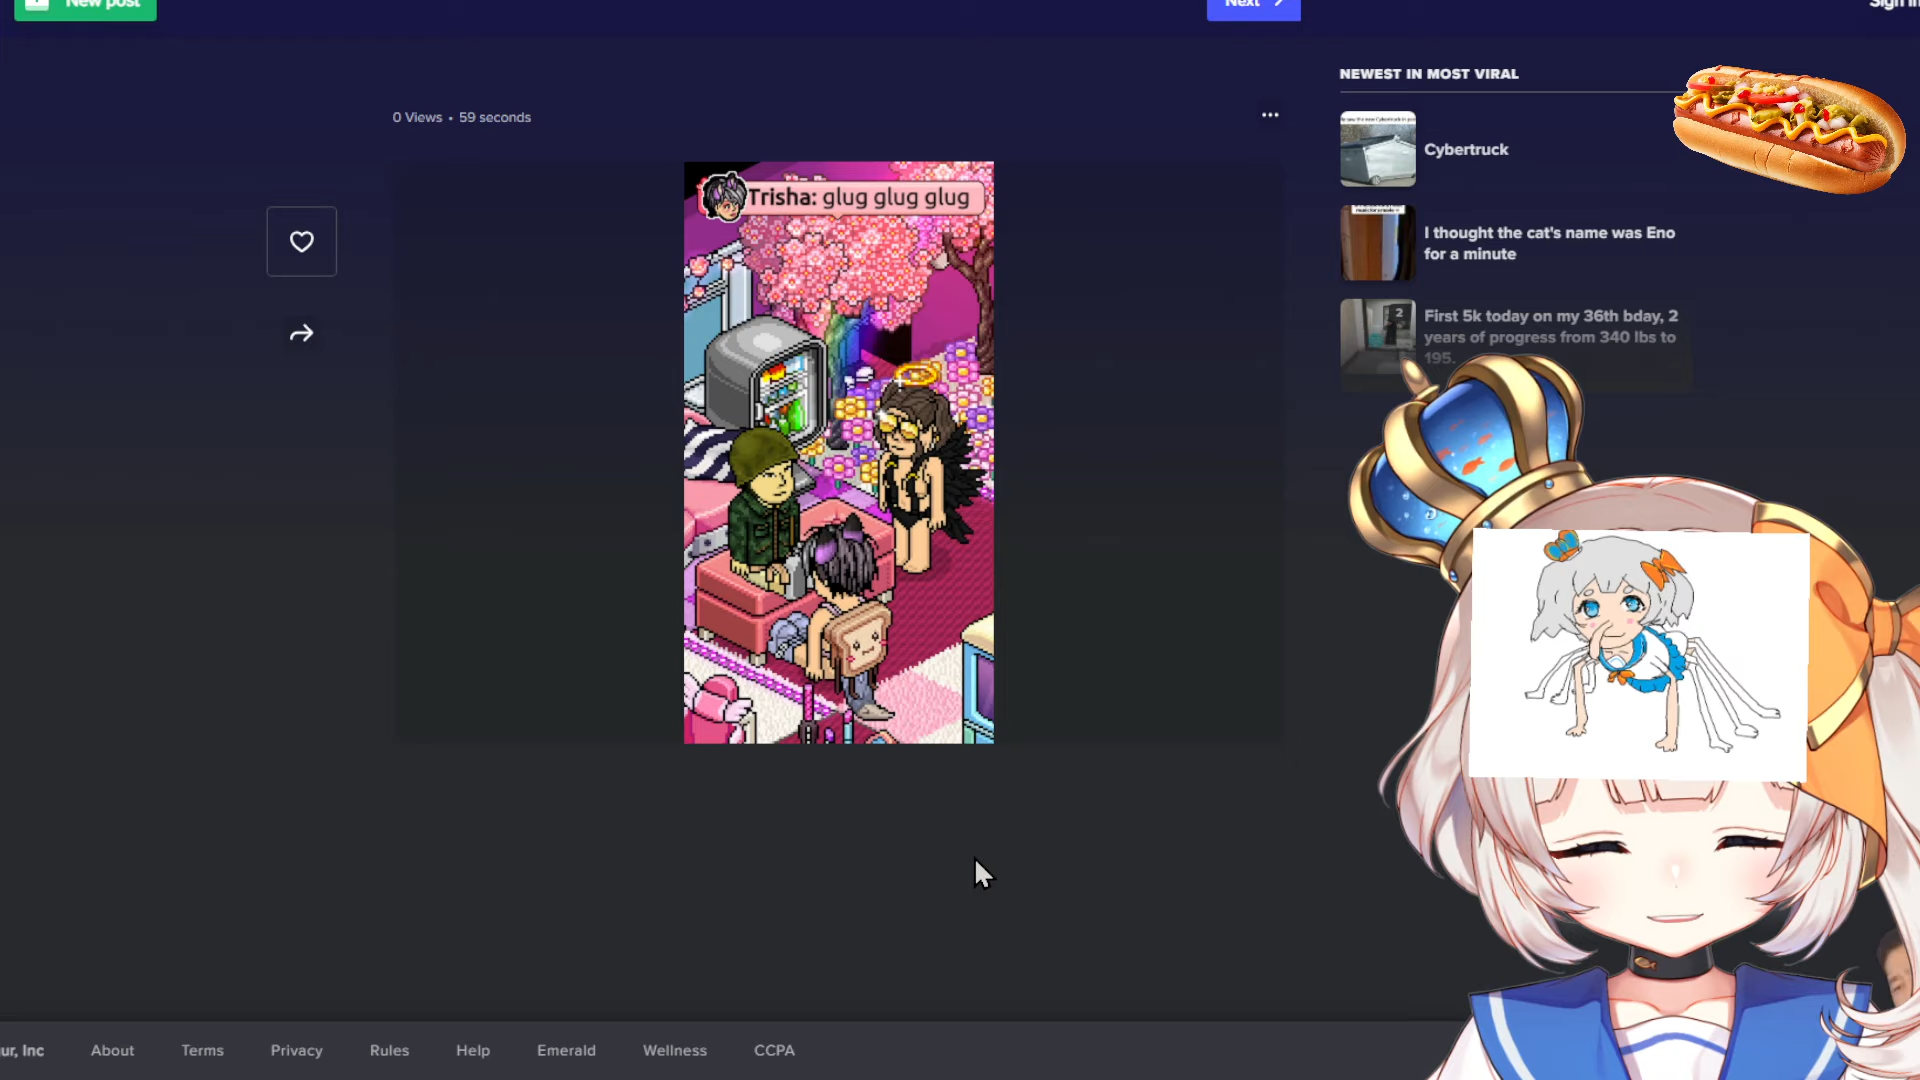 New post
Next
Sign in
0 Views • 59 seconds
NEWEST IN MOST VIRAL
Cybertruck
I thought the cat's name was Eno
for a minute
2
First 5k today on my 36th bday, 2
years of progress from 340 lbs to
195.
Trisha: glug glug glug
ur, Inc
About
Terms
Privacy
Rules
Help
Emerald
Wellness
CCPA